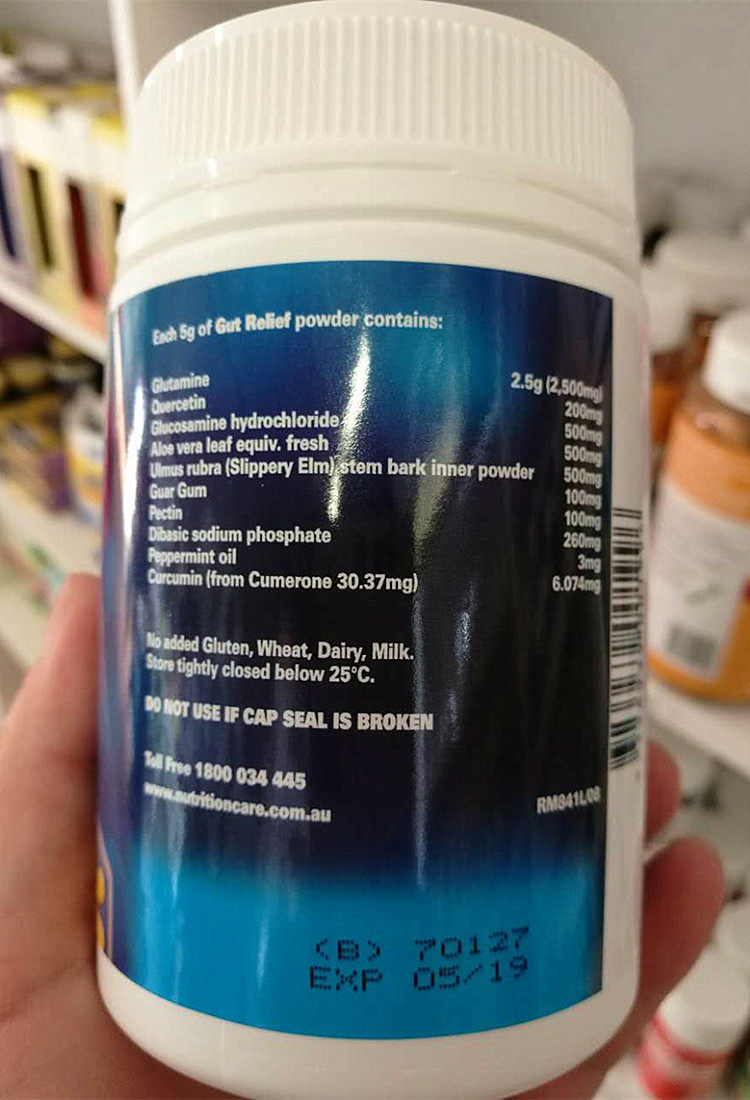 Each 5g of Gut Relief powder contains:
Glutamine 2.5g (2,500mg)
Quercetin 200mg
Glucosamine hydrochloride 500mg
Aloe vera leaf equiv. fresh 500mg
Ulmus rubra (Slippery Elm) stem bark inner powder 500mg
Guar Gum 100mg
Pectin 100mg
Dibasic sodium phosphate 260mg
Peppermint oil 3mg
Curcumin (from Cumerone 30.37mg) 6.074mg
No added Gluten, Wheat, Dairy, Milk.
Store tightly closed below 25°C.
DO NOT USE IF CAP SEAL IS BROKEN
Toll Free 1800 034 445
www.nutritioncare.com.au
RM841L08
<B> 70127
EXP 05/19